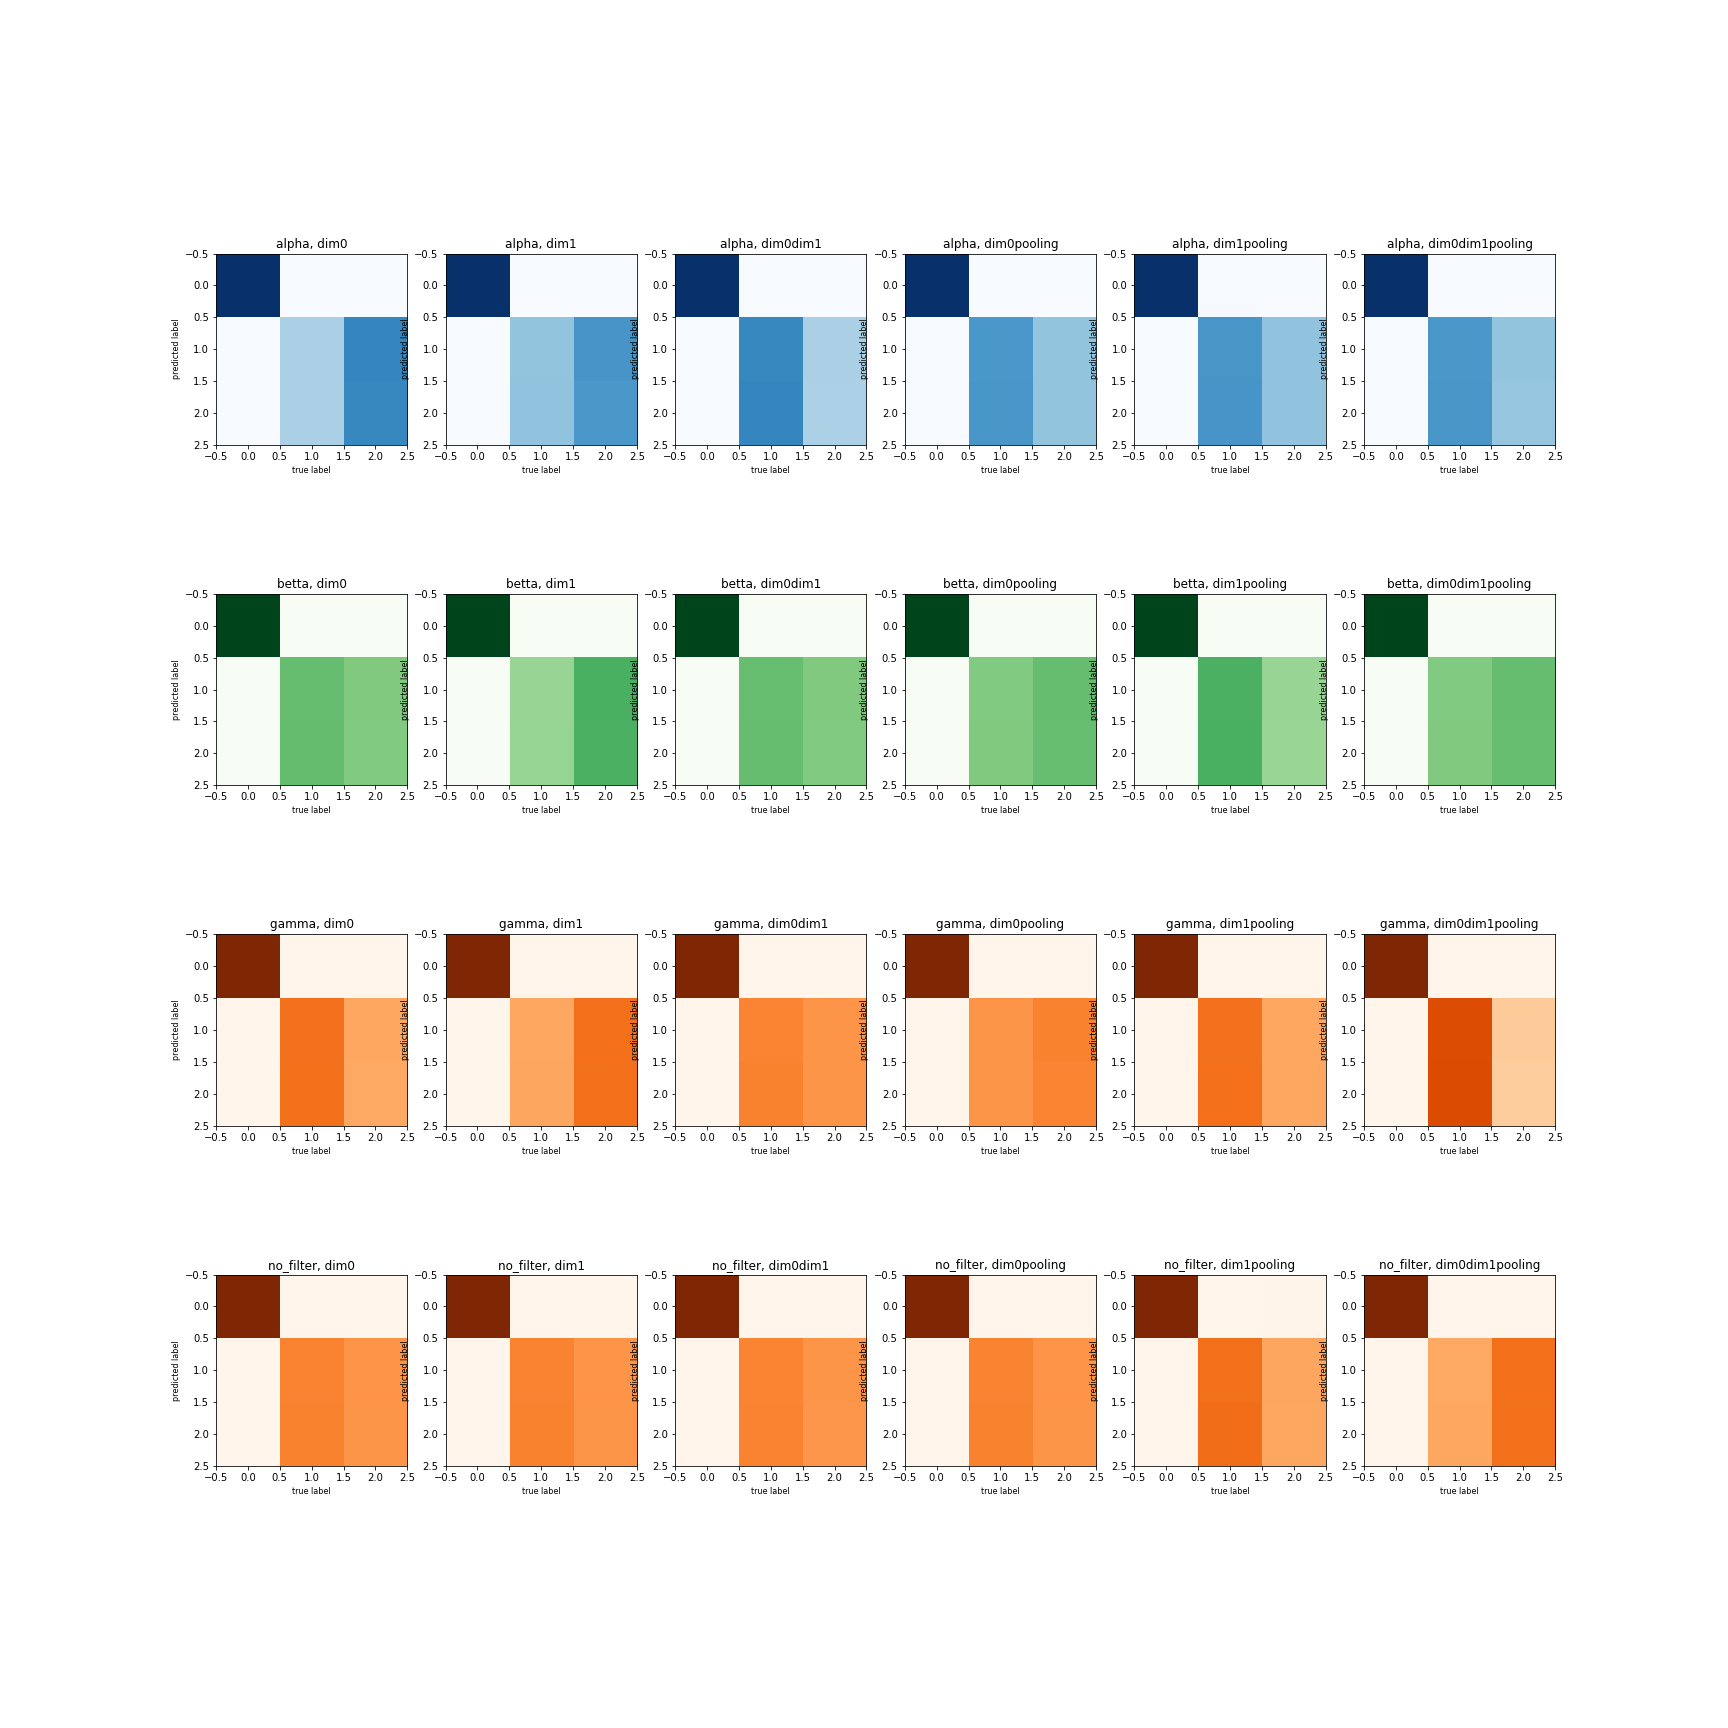 alpha, dim0 alpha, dim1 alpha, dim0dim1 alpha, dim0pooling alpha, dim1pooling alpha, dim0dim1pooling
−0.5 −0.5 −0.5 −0.5 −0.5 −0.5
0.0 0.0 0.0 0.0 0.0 0.0
0.5 0.5 0.5 0.5 0.5 0.5
predicted label predicted label predicted label predicted label predicted label predicted label
1.0 1.0 1.0 1.0 1.0 1.0
1.5 1.5 1.5 1.5 1.5 1.5
2.0 2.0 2.0 2.0 2.0 2.0
2.5 2.5 2.5 2.5 2.5 2.5
−0.5 0.0 0.5 1.0 1.5 2.0 2.5 −0.5 0.0 0.5 1.0 1.5 2.0 2.5 −0.5 0.0 0.5 1.0 1.5 2.0 2.5 −0.5 0.0 0.5 1.0 1.5 2.0 2.5 −0.5 0.0 0.5 1.0 1.5 2.0 2.5 −0.5 0.0 0.5 1.0 1.5 2.0 2.5
true label true label true label true label true label true label
betta, dim0 betta, dim1 betta, dim0dim1 betta, dim0pooling betta, dim1pooling betta, dim0dim1pooling
−0.5 −0.5 −0.5 −0.5 −0.5 −0.5
0.0 0.0 0.0 0.0 0.0 0.0
0.5 0.5 0.5 0.5 0.5 0.5
predicted label predicted label predicted label predicted label predicted label predicted label
1.0 1.0 1.0 1.0 1.0 1.0
1.5 1.5 1.5 1.5 1.5 1.5
2.0 2.0 2.0 2.0 2.0 2.0
2.5 2.5 2.5 2.5 2.5 2.5
−0.5 0.0 0.5 1.0 1.5 2.0 2.5 −0.5 0.0 0.5 1.0 1.5 2.0 2.5 −0.5 0.0 0.5 1.0 1.5 2.0 2.5 −0.5 0.0 0.5 1.0 1.5 2.0 2.5 −0.5 0.0 0.5 1.0 1.5 2.0 2.5 −0.5 0.0 0.5 1.0 1.5 2.0 2.5
true label true label true label true label true label true label
gamma, dim0 gamma, dim1 gamma, dim0dim1 gamma, dim0pooling gamma, dim1pooling gamma, dim0dim1pooling
−0.5 −0.5 −0.5 −0.5 −0.5 −0.5
0.0 0.0 0.0 0.0 0.0 0.0
0.5 0.5 0.5 0.5 0.5 0.5
predicted label predicted label predicted label predicted label predicted label predicted label
1.0 1.0 1.0 1.0 1.0 1.0
1.5 1.5 1.5 1.5 1.5 1.5
2.0 2.0 2.0 2.0 2.0 2.0
2.5 2.5 2.5 2.5 2.5 2.5
−0.5 0.0 0.5 1.0 1.5 2.0 2.5 −0.5 0.0 0.5 1.0 1.5 2.0 2.5 −0.5 0.0 0.5 1.0 1.5 2.0 2.5 −0.5 0.0 0.5 1.0 1.5 2.0 2.5 −0.5 0.0 0.5 1.0 1.5 2.0 2.5 −0.5 0.0 0.5 1.0 1.5 2.0 2.5
true label true label true label true label true label true label
no_filter, dim0 no_filter, dim1 no_filter, dim0dim1 no_filter, dim0pooling no_filter, dim1pooling no_filter, dim0dim1pooling
−0.5 −0.5 −0.5 −0.5 −0.5 −0.5
0.0 0.0 0.0 0.0 0.0 0.0
0.5 0.5 0.5 0.5 0.5 0.5
predicted label predicted label predicted label predicted label predicted label predicted label
1.0 1.0 1.0 1.0 1.0 1.0
1.5 1.5 1.5 1.5 1.5 1.5
2.0 2.0 2.0 2.0 2.0 2.0
2.5 2.5 2.5 2.5 2.5 2.5
−0.5 0.0 0.5 1.0 1.5 2.0 2.5 −0.5 0.0 0.5 1.0 1.5 2.0 2.5 −0.5 0.0 0.5 1.0 1.5 2.0 2.5 −0.5 0.0 0.5 1.0 1.5 2.0 2.5 −0.5 0.0 0.5 1.0 1.5 2.0 2.5 −0.5 0.0 0.5 1.0 1.5 2.0 2.5
true label true label true label true label true label true label